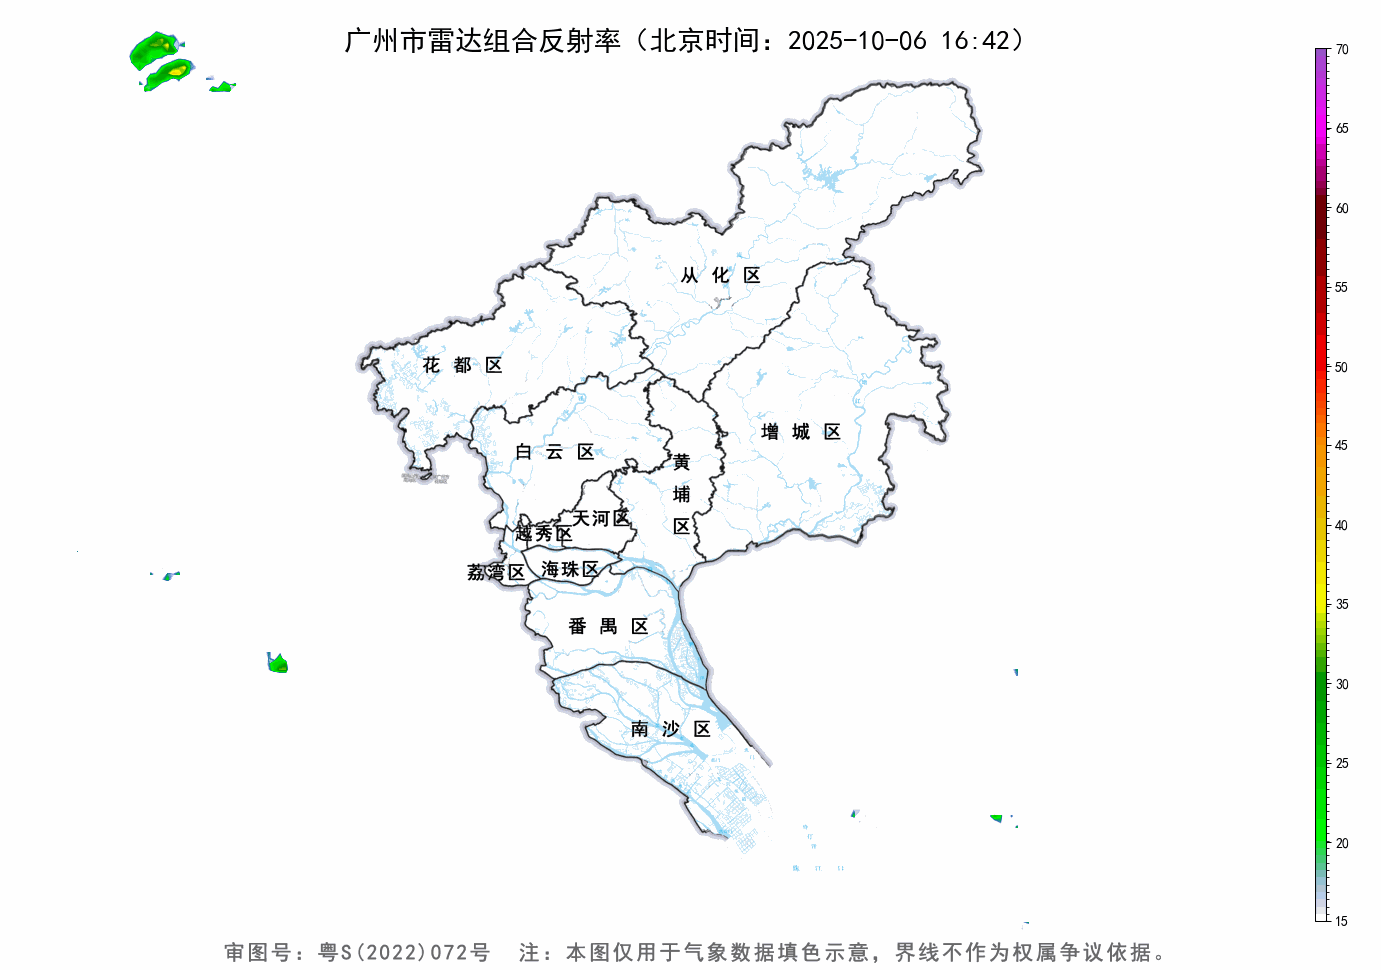 广州市雷达组合反射率（北京时间：2025-10-06 16:42）
70
65
60
55
50
45
40
35
30
25
20
15
从化区
花都区
增城区
白云区
黄埔区
天河区
越秀区
荔湾区
海珠区
番禺区
南沙区
审图号：粤S(2022)072号 注：本图仅用于气象数据填色示意，界线不作为权属争议依据。